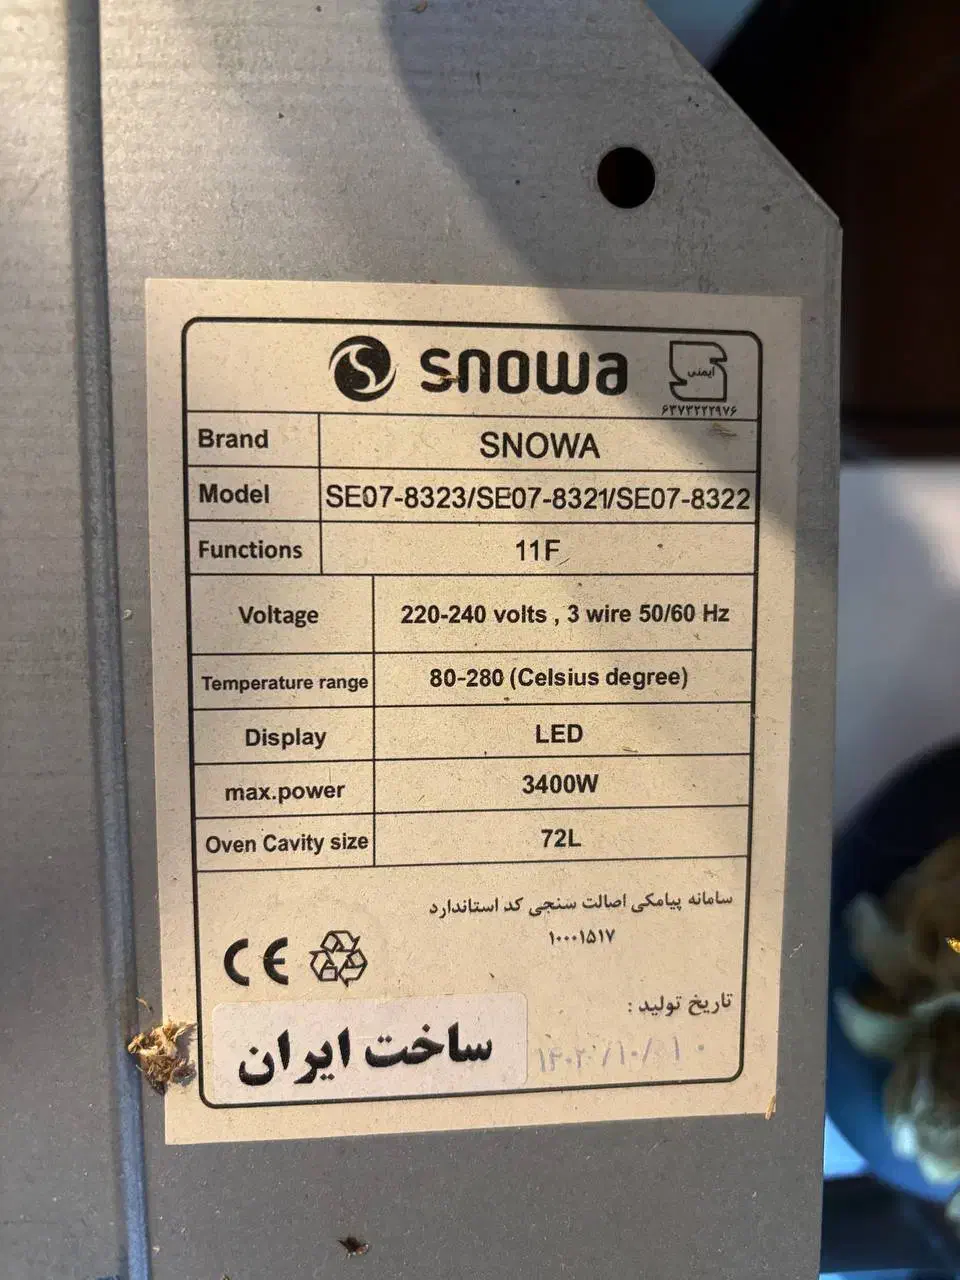 snowa
ایمنی
۶۳۷۳۲۲۲۹۷۶
Brand SNOWA
Model SE07-8323/SE07-8321/SE07-8322
Functions 11F
Voltage 220-240 volts , 3 wire 50/60 Hz
Temperature range 80-280 (Celsius degree)
Display LED
max.power 3400W
Oven Cavity size 72L
سامانه پیامکی اصالت سنجی کد استاندارد
۱۰۰۰۱۵۱۷
CE
تاریخ تولید :
ساخت ایران